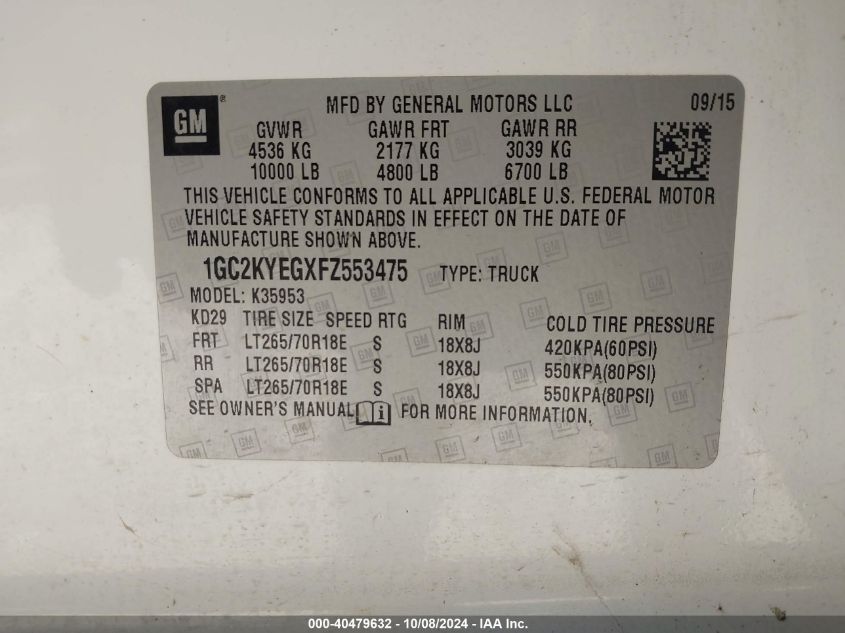 GM ® MFD BY GENERAL MOTORS LLC 09/15
GVWR GAWR FRT GAWR RR
4536 KG 2177 KG 3039 KG
10000 LB 4800 LB 6700 LB
THIS VEHICLE CONFORMS TO ALL APPLICABLE U.S. FEDERAL MOTOR
VEHICLE SAFETY STANDARDS IN EFFECT ON THE DATE OF
MANUFACTURE SHOWN ABOVE.
1GC2KYEGXFZ553475 TYPE: TRUCK
MODEL: K35953
KD29 TIRE SIZE SPEED RTG RIM COLD TIRE PRESSURE
FRT LT265/70R18E S 18X8J 420KPA(60PSI)
RR LT265/70R18E S 18X8J 550KPA(80PSI)
SPA LT265/70R18E S 18X8J 550KPA(80PSI)
SEE OWNER'S MANUAL i FOR MORE INFORMATION.
000-40479632 - 10/08/2024 - IAA Inc.